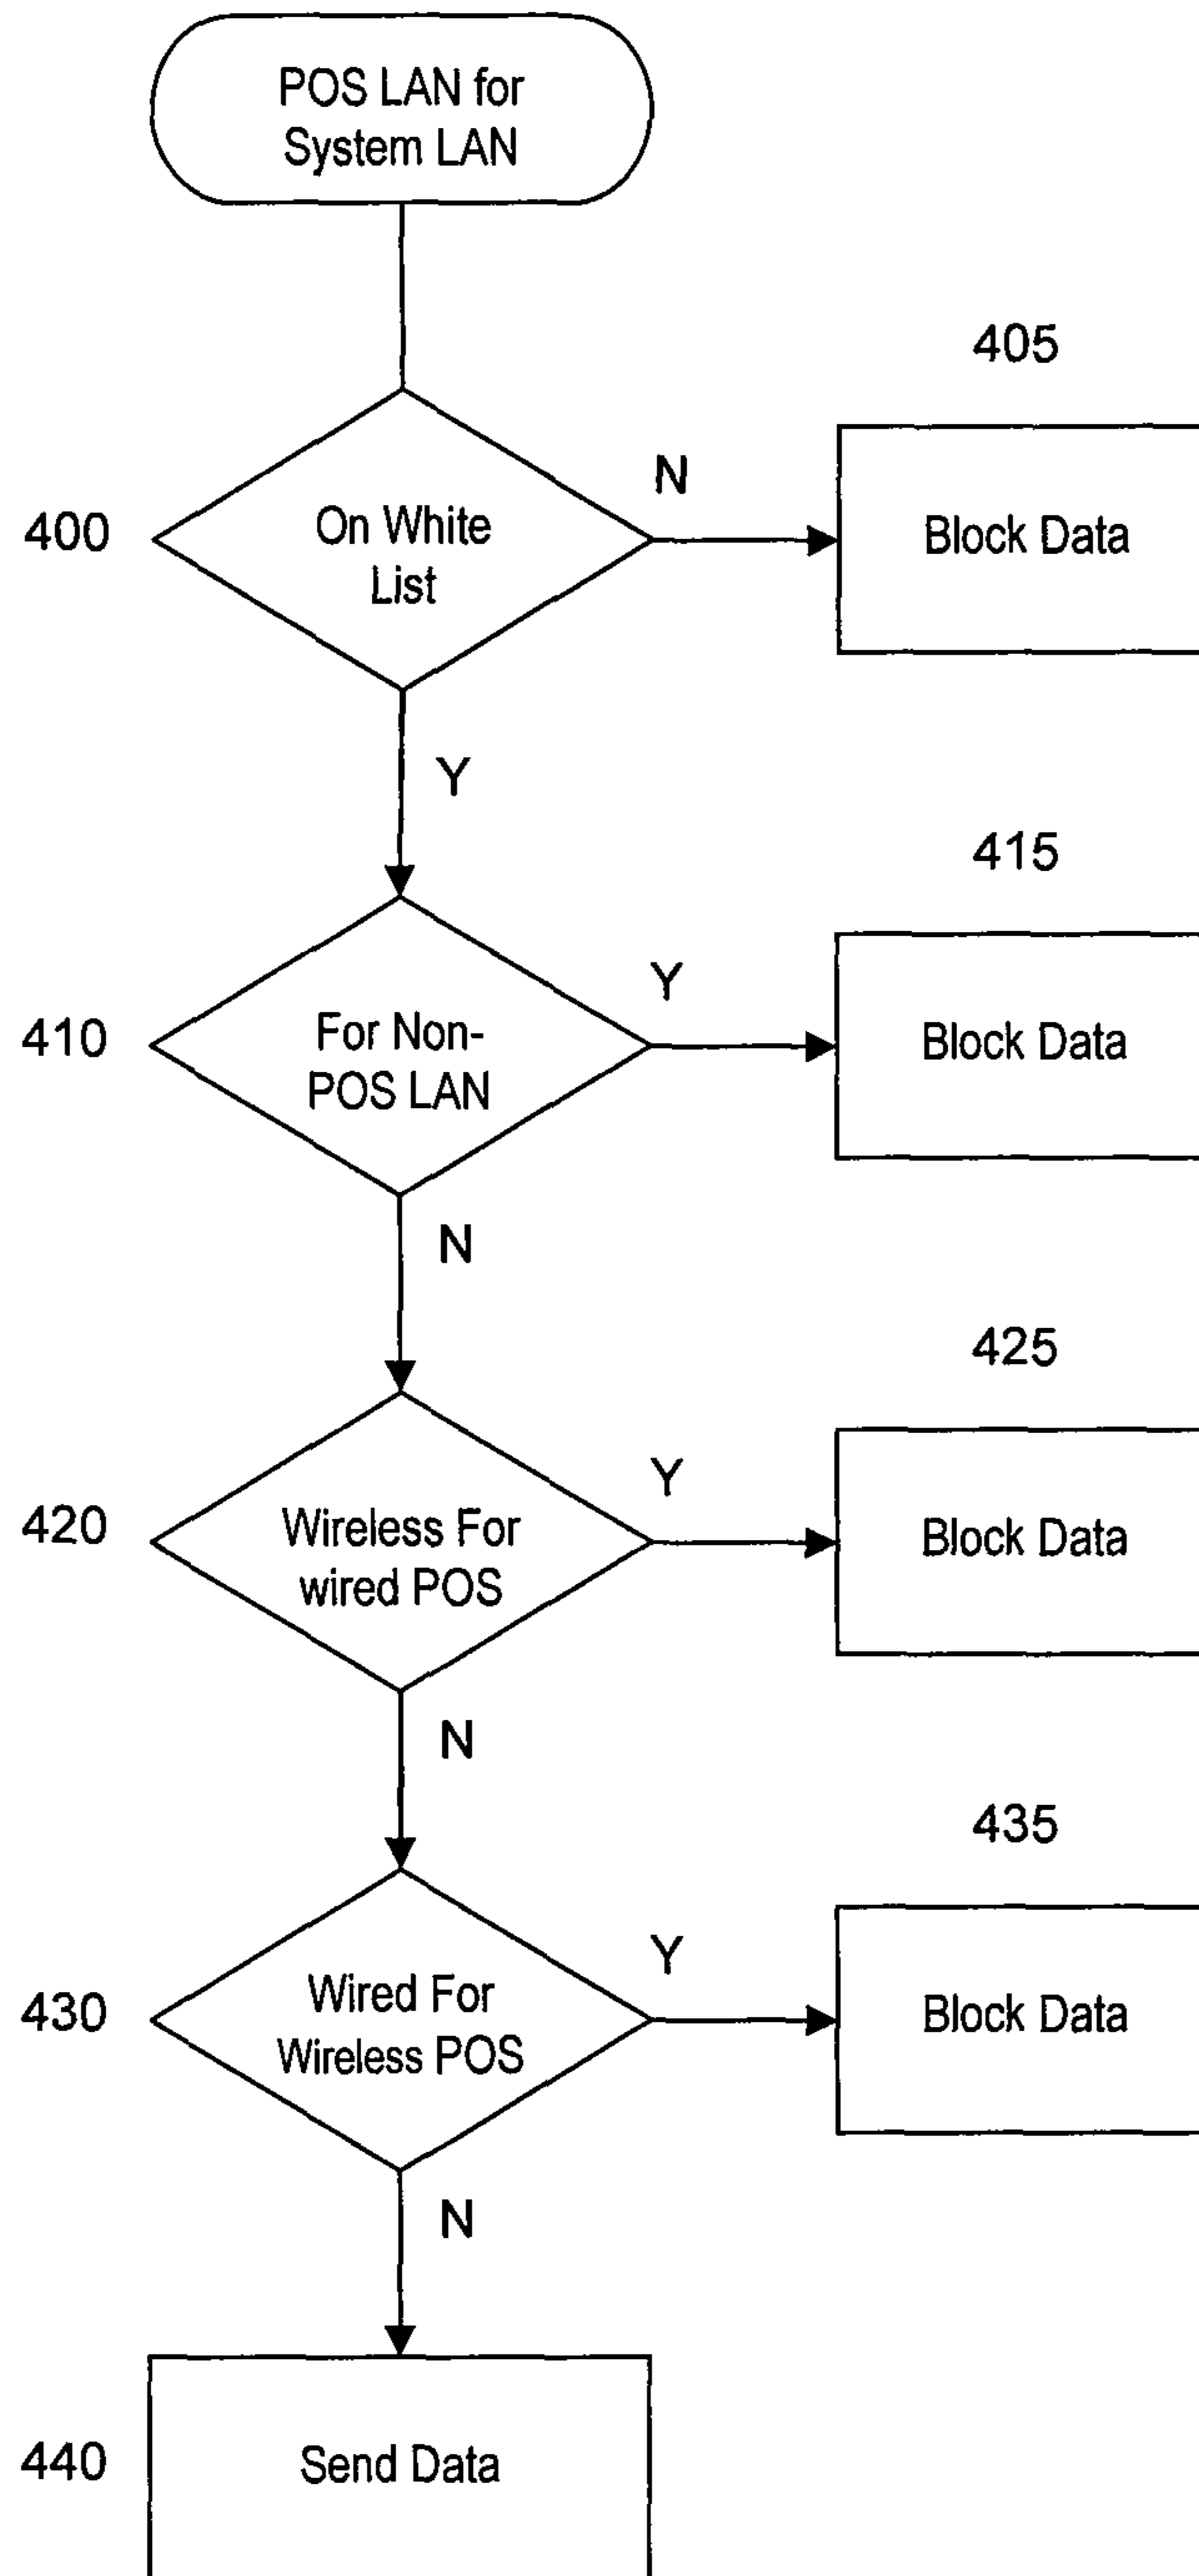 POS LAN for
System LAN
405
N
400
On White
List
Block Data
Y
415
Y
410
For Non-
POS LAN
Block Data
N
425
Y
420
Wireless For
wired POS
Block Data
N
435
Y
430
Wired For
Wireless POS
Block Data
N
440
Send Data